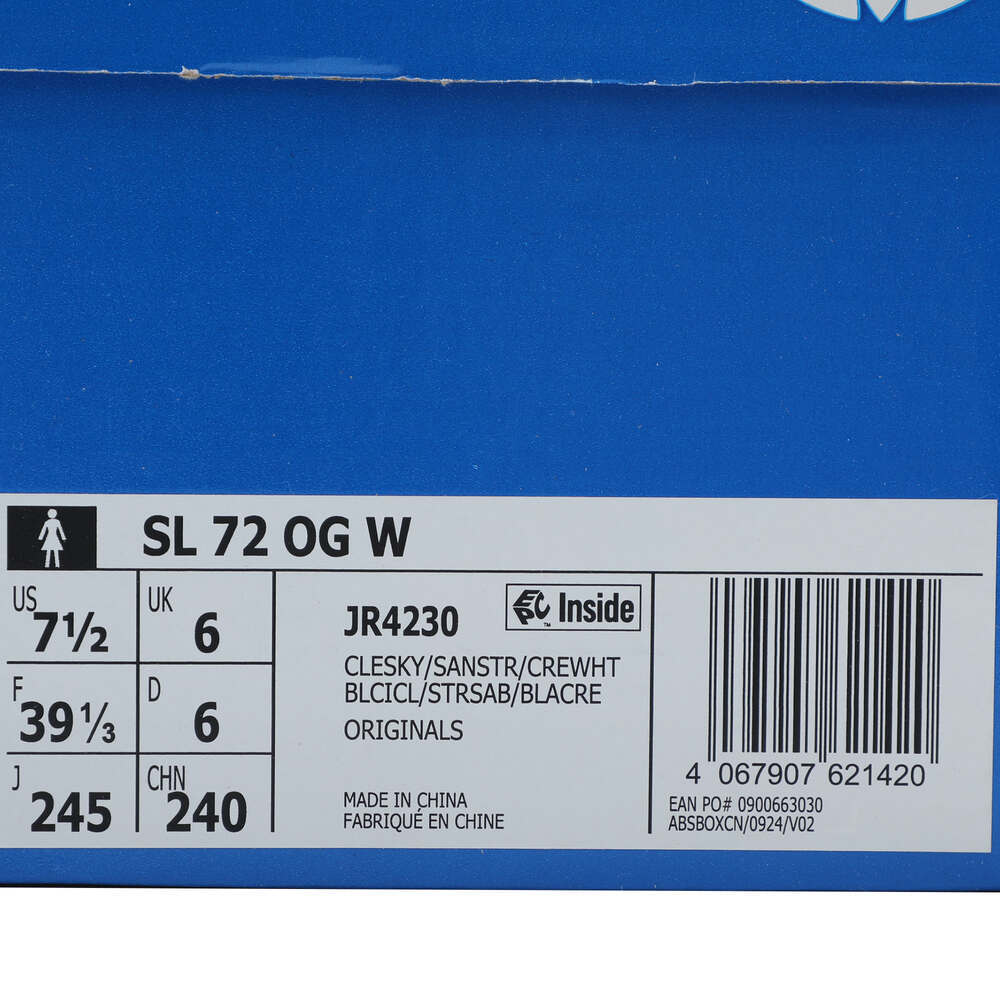 SL 72 OG W
US 7½ UK 6
F 39⅓ D 6
J 245 CHN 240
JR4230
EPC Inside
™
CLESKY/SANSTR/CREWHT
BLCICL/STRSAB/BLACRE
ORIGINALS
MADE IN CHINA
FABRIQUÉ EN CHINE
4 067907 621420
EAN PO# 0900663030
ABSBOXCN/0924/V02